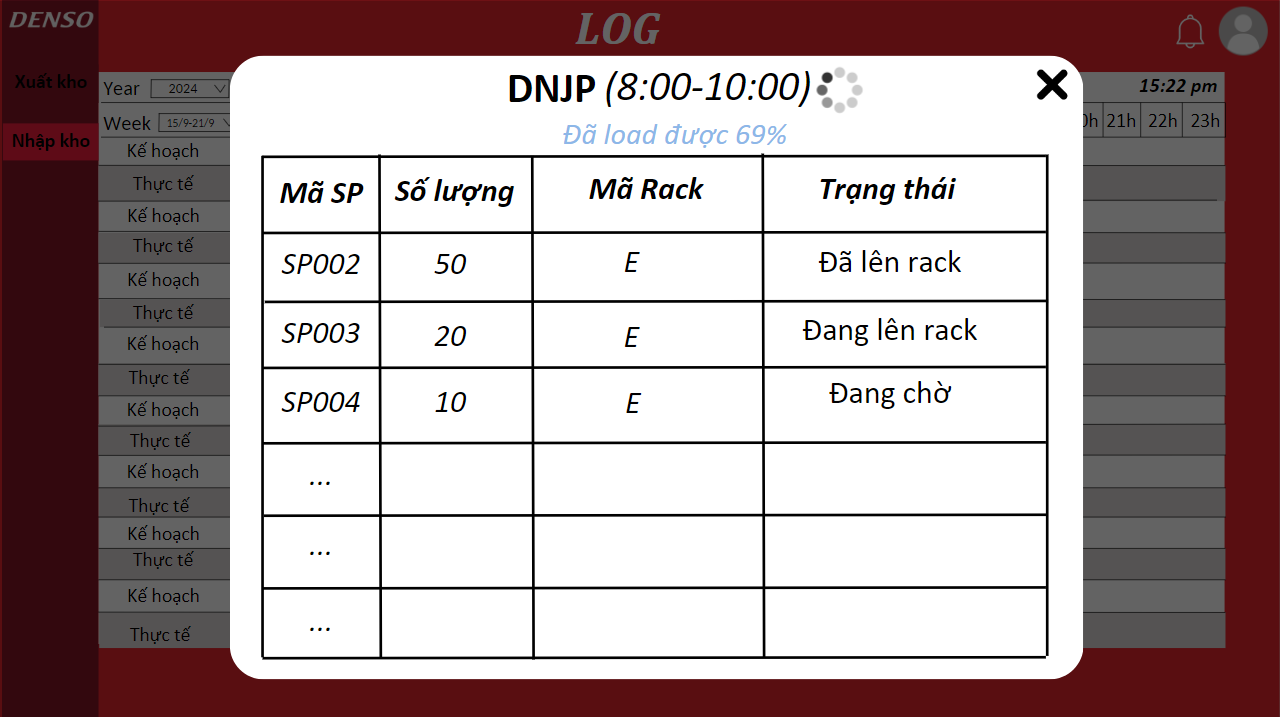 DENSO
LOG
Xuất kho
Nhập kho
Year 2024
15:22 pm
Week 15/9-21/9
21h 22h 23h
DNJP (8:00-10:00)
Đã load được 69%
Mã SP Số lượng Mã Rack Trạng thái
SP002 50 E Đã lên rack
SP003 20 E Đang lên rack
SP004 10 E Đang chờ
...
...
...
Kế hoạch
Thực tế
Kế hoạch
Thực tế
Kế hoạch
Thực tế
Kế hoạch
Thực tế
Kế hoạch
Thực tế
Kế hoạch
Thực tế
Kế hoạch
Thực tế
Kế hoạch
Thực tế